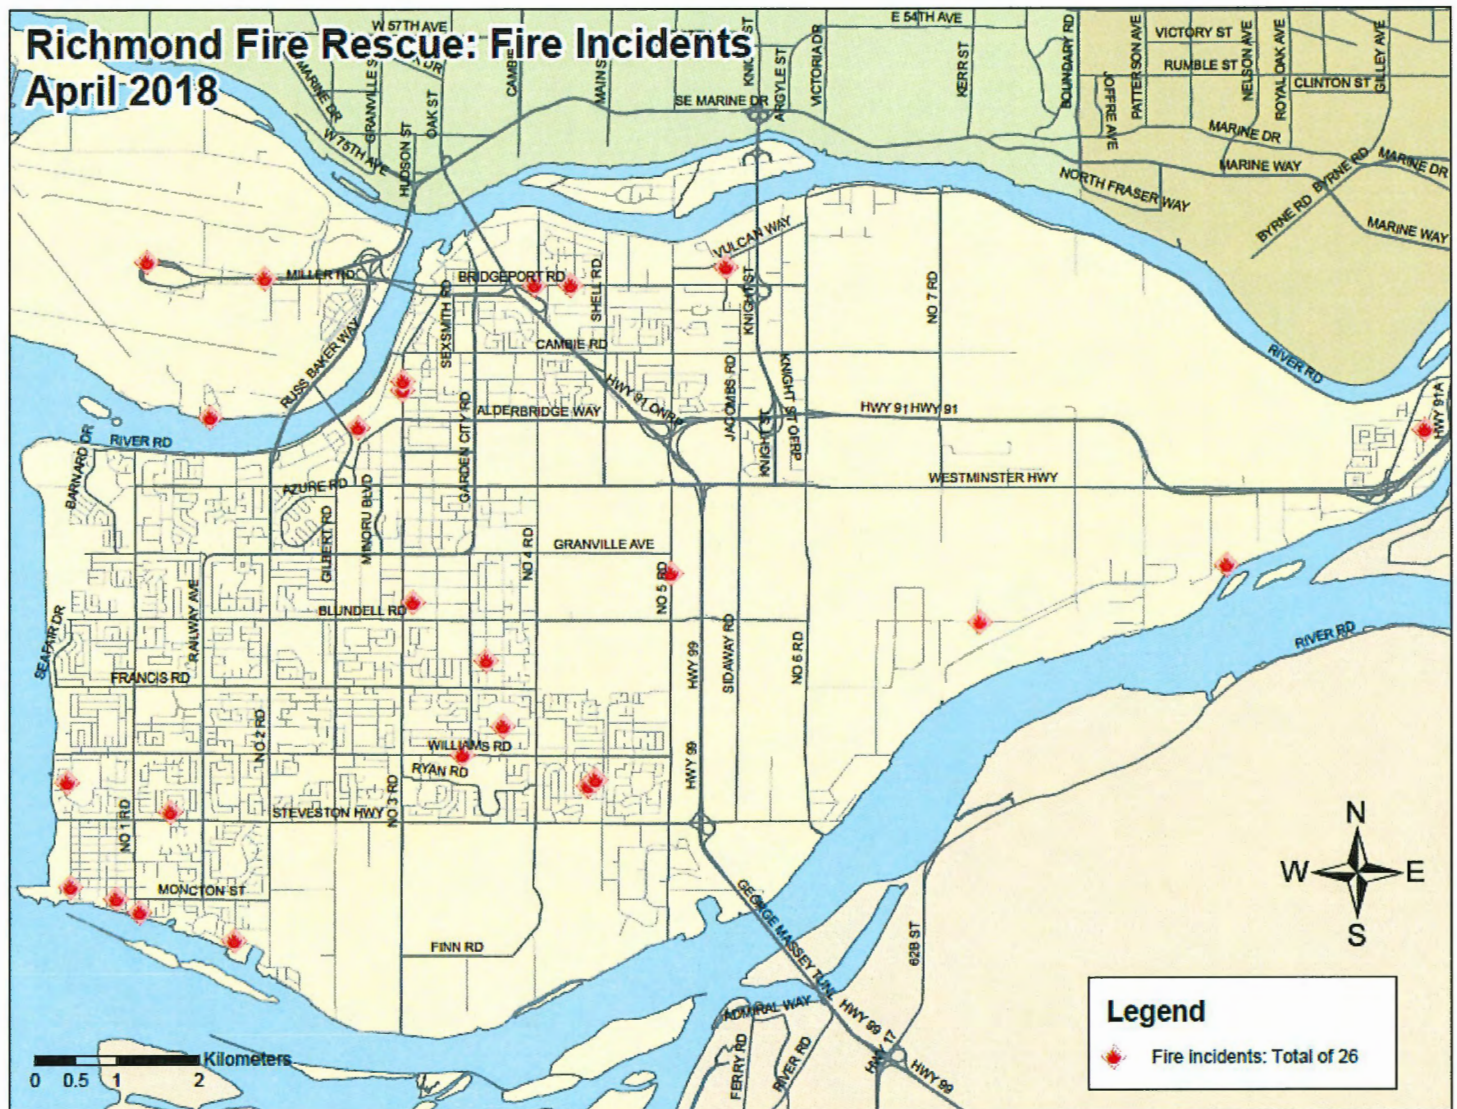 Richmond Fire Rescue: Fire Incidents
April 2018
W 57TH AVE
E 54TH AVE
MARINE DR
GRANVILLE S
OAK ST
CAMBIE
MAIN S
KNIGHT ST
ARGYLE ST
VICTORIA DR
KERR ST
BOUNDARY RD
JOFFRE AVE
PATTERSON AVE
VICTORY ST
RUMBLE ST
NELSON AVE
ROYAL OAK AVE
CLINTON ST
GILLEY AVE
SE MARINE DR
W 75TH AVE
HUDSON ST
MARINE DR
MARINE WAY
BYRNE RD
MARINE DR
NORTH FRASER WAY
BYRNE RD
MARINE WAY
VULCAN WAY
MILLER RD
BRIDGEPORT RD
SHELL RD
SEXSMITH RD
KNIGHT ST
NO 7 RD
RUSS BAKER WAY
CAMBIE RD
RIVER RD
HWY 91 ONRP
JACOMBS RD
KNIGHT ST OFRP
KNIGHT ST
HWY 91 HWY 91
HWY 91A
ALDERBRIDGE WAY
GARDEN CITY RD
RIVER RD
BARNARD DR
AZURE RD
GILBERT RD
MINORU BLVD
WESTMINSTER HWY
NO 4 RD
GRANVILLE AVE
NO 5 RD
RAILWAY AVE
BLUNDELL RD
SEAFAIR DR
FRANCIS RD
HWY 99
SIDAWAY RD
NO 6 RD
RIVER RD
NO 2 RD
WILLIAMS RD
RYAN RD
HWY 99
NO 1 RD
STEVESTON HWY
NO 3 RD
MONCTON ST
FINN RD
GEORGE MASSEY TUNL
62B ST
ADMIRAL WAY
HWY 99
FERRY RD
RIVER RD
HWY 17
HWY 99
N
W E
S
Kilometers
0 0.5 1 2
Legend
Fire incidents: Total of 26